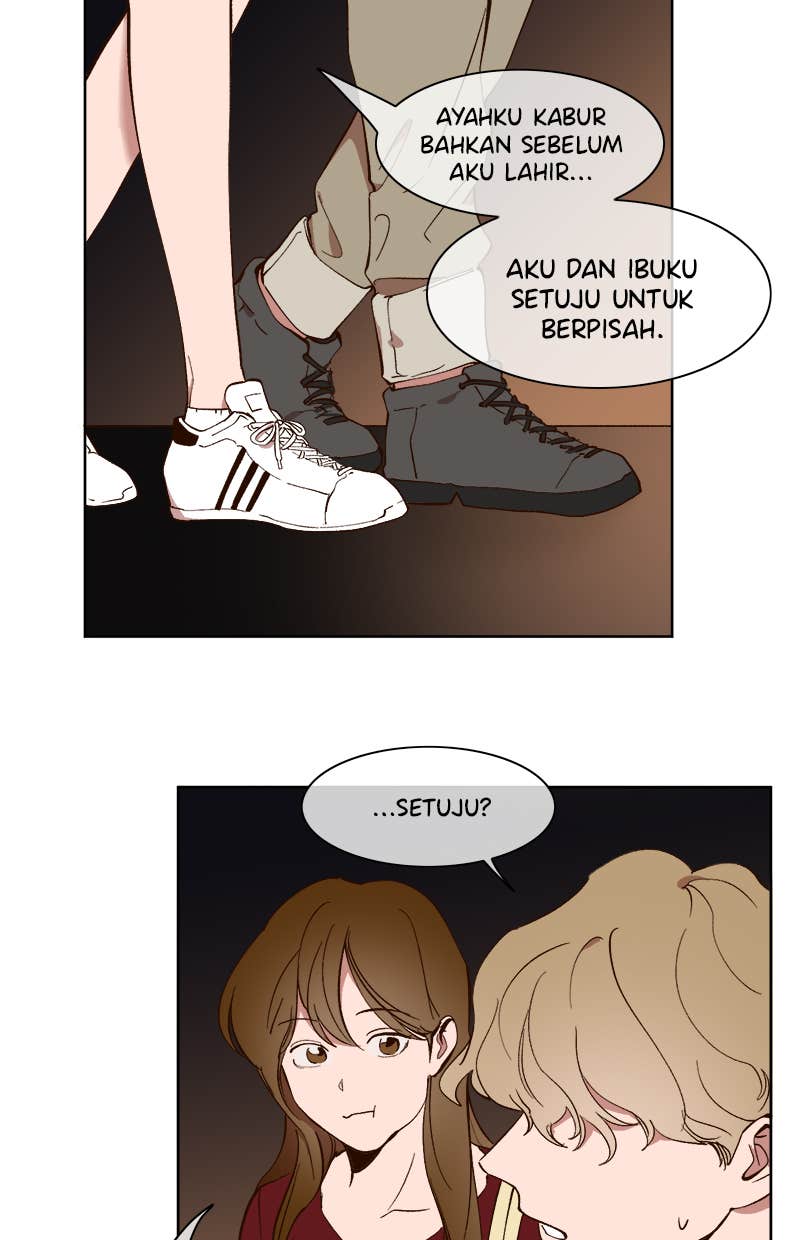 AYAHKU KABUR
BAHKAN SEBELUM
AKU LAHIR...
AKU DAN IBUKU
SETUJU UNTUK
BERPISAH.
...SETUJU?